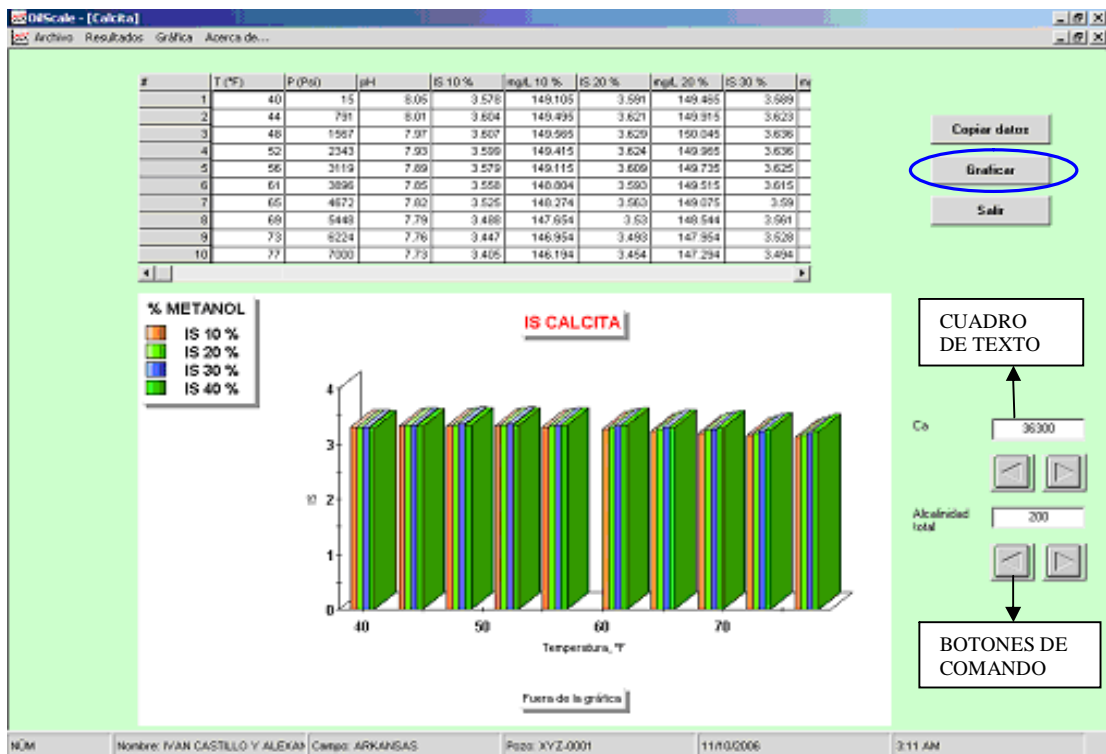 OilScale - [Calcita]
Archivo Resultados Gráfica Acerca de...
# T (°F) P (Psi) pH IS 10 % mg/L 10 % IS 20 % mg/L 20 % IS 30 %
1 40 15 8.05 3.578 149.105 3.591 149.465 3.589
2 44 791 8.01 3.604 149.495 3.621 149.915 3.623
3 48 1567 7.97 3.607 149.565 3.629 150.045 3.636
4 52 2343 7.93 3.599 149.415 3.624 149.965 3.636
5 56 3119 7.89 3.579 149.115 3.609 149.735 3.625
6 61 3896 7.85 3.558 148.804 3.593 149.515 3.615
7 65 4672 7.82 3.525 148.274 3.563 149.075 3.59
8 69 5448 7.79 3.488 147.654 3.53 148.544 3.561
9 73 6224 7.76 3.447 146.954 3.493 147.954 3.528
10 77 7000 7.73 3.405 146.194 3.454 147.294 3.494
Copiar datos
Graficar
Salir
% METANOL
IS 10 %
IS 20 %
IS 30 %
IS 40 %
IS CALCITA
4
3
2
1
0
IS
40 50 60 70
Temperatura, °F
Fuera de la gráfica
CUADRO
DE TEXTO
Ca 36300
Alcalinidad
total 200
BOTONES DE
COMANDO
NÚM Nombre: IVAN CASTILLO Y ALEXAN Campo: ARKANSAS Pozo: XYZ-0001 11/10/2006 3:11 AM